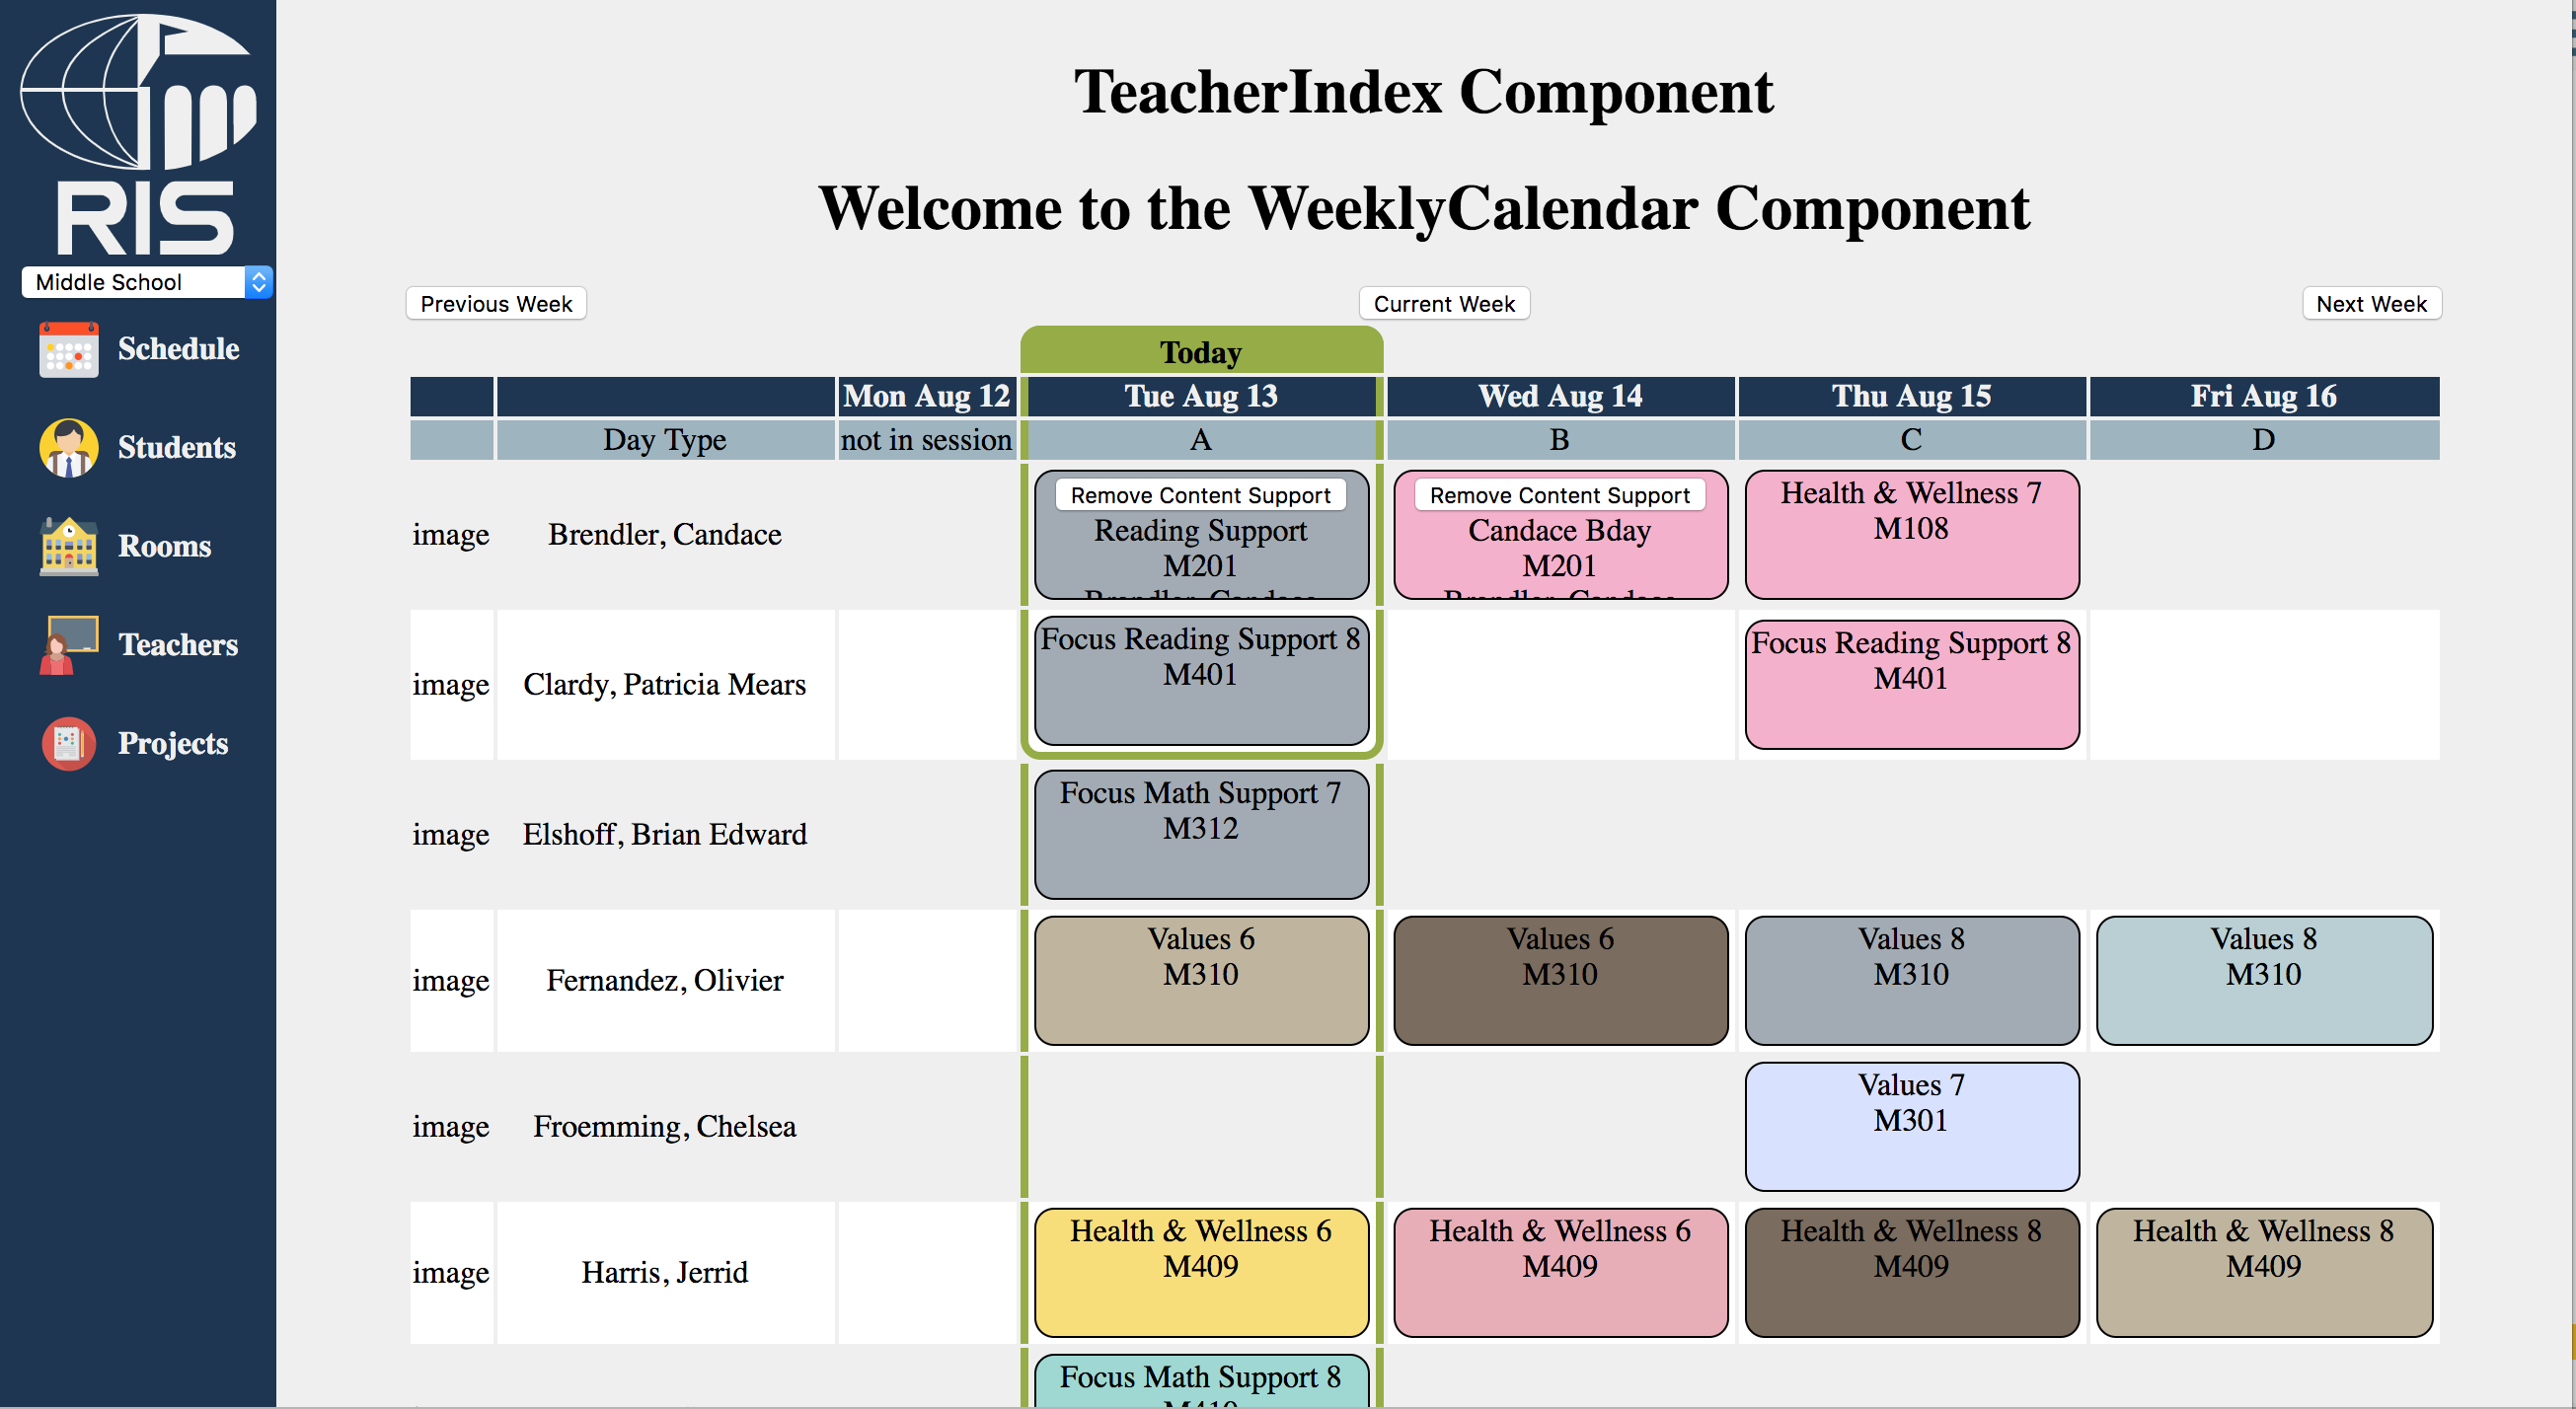 RIS
Middle School
Schedule
Students
Rooms
Teachers
Projects
TeacherIndex Component
Welcome to the WeeklyCalendar Component
Previous Week Current Week Next Week
Today
Mon Aug 12 Tue Aug 13 Wed Aug 14 Thu Aug 15 Fri Aug 16
Day Type not in session A B C D
image Brendler, Candace
Remove Content Support
Reading Support
M201
Brendler, Candace
Remove Content Support
Candace Bday
M201
Brendler, Candace
Health & Wellness 7
M108
image Clardy, Patricia Mears
Focus Reading Support 8
M401
Focus Reading Support 8
M401
image Elshoff, Brian Edward
Focus Math Support 7
M312
image Fernandez, Olivier
Values 6
M310
Values 6
M310
Values 8
M310
Values 8
M310
image Froemming, Chelsea
Values 7
M301
image Harris, Jerrid
Health & Wellness 6
M409
Health & Wellness 6
M409
Health & Wellness 8
M409
Health & Wellness 8
M409
Focus Math Support 8